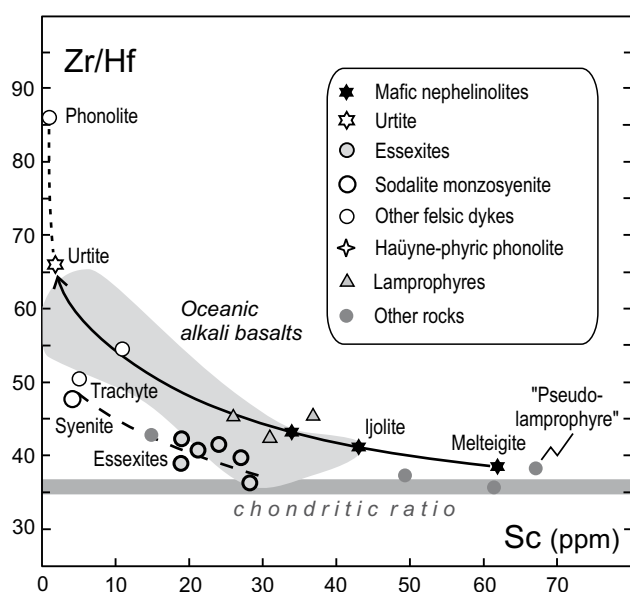 Zr/Hf
90
80
70
60
50
40
30
0
10
20
30
40
50
60
70
Sc (ppm)
Phonolite
Urtite
Oceanic
alkali basalts
Trachyte
Syenite
Essexites
Ijolite
Melteigite
"Pseudo-
lamprophyre"
chondritic ratio
Mafic nephelinolites
Urtite
Essexites
Sodalite monzosyenite
Other felsic dykes
Haüyne-phyric phonolite
Lamprophyres
Other rocks